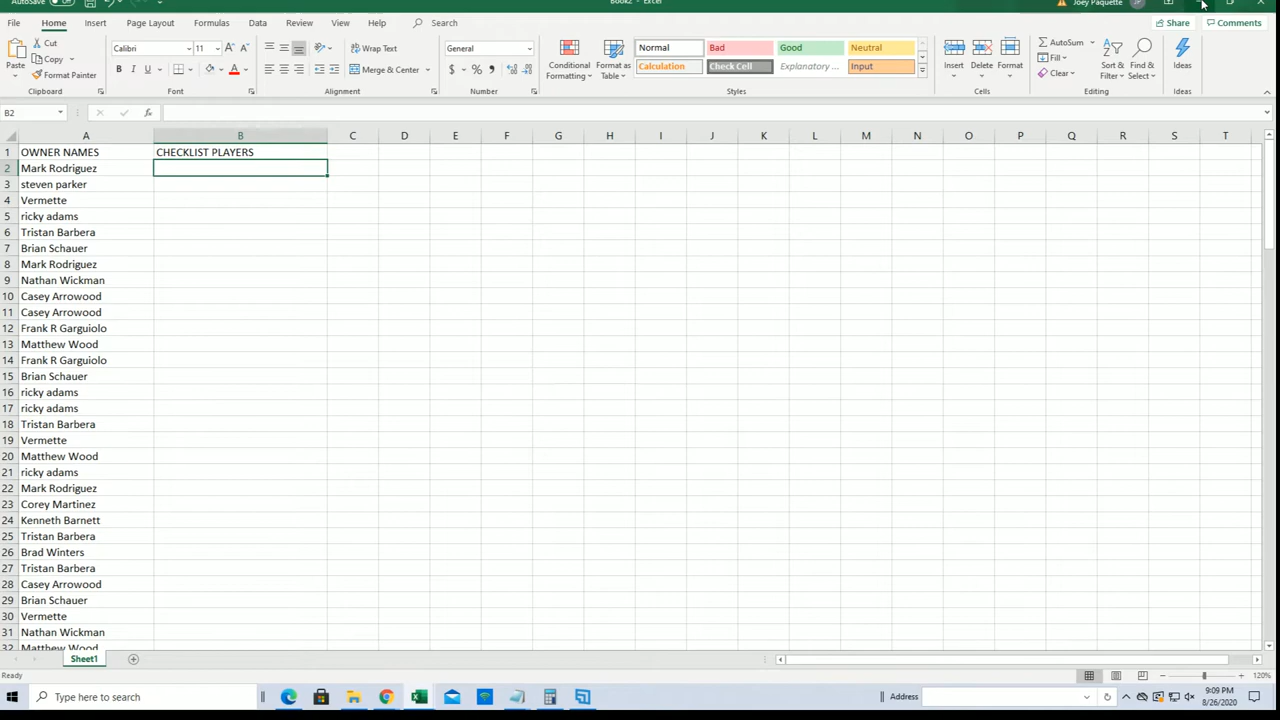 AutoSave Book2 - Excel Joey Paquette JP
File Home Insert Page Layout Formulas Data Review View Help Search Share Comments
Paste Cut Copy Format Painter Clipboard
Calibri 11 B I U A Font
Wrap Text Merge & Center Alignment
General $ % Number
Conditional Formatting Format as Table
Normal Bad Good Neutral
Calculation Check Cell Explanatory ... Input
Styles
Insert Delete Format Cells
AutoSum Fill Clear Sort & Filter Find & Select Editing
Ideas Ideas
B2 fx
A B C D E F G H I J K L M N O P Q R S T
1 OWNER NAMES CHECKLIST PLAYERS
2 Mark Rodriguez
3 steven parker
4 Vermette
5 ricky adams
6 Tristan Barbera
7 Brian Schauer
8 Mark Rodriguez
9 Nathan Wickman
10 Casey Arrowood
11 Casey Arrowood
12 Frank R Garguiolo
13 Matthew Wood
14 Frank R Garguiolo
15 Brian Schauer
16 ricky adams
17 ricky adams
18 Tristan Barbera
19 Vermette
20 Matthew Wood
21 ricky adams
22 Mark Rodriguez
23 Corey Martinez
24 Kenneth Barnett
25 Tristan Barbera
26 Brad Winters
27 Tristan Barbera
28 Casey Arrowood
29 Brian Schauer
30 Vermette
31 Nathan Wickman
32 Matthew Wood
Sheet1
Ready 120%
Type here to search Address 9:09 PM
8/26/2020